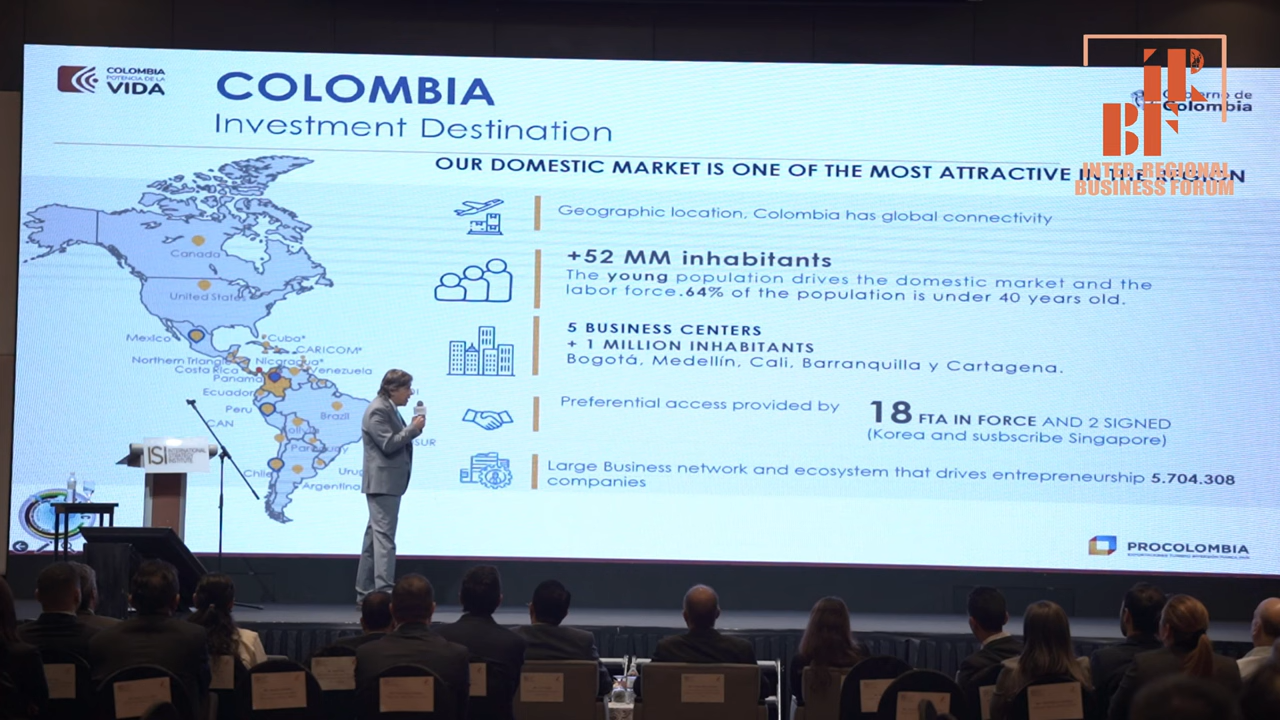 COLOMBIA
POTENCIA DE LA
VIDA
COLOMBIA
Investment Destination
Colombia
INTER-REGIONAL
BUSINESS FORUM
OUR DOMESTIC MARKET IS ONE OF THE MOST ATTRACTIVE IN THE REGION
Geographic location, Colombia has global connectivity
+52 MM inhabitants
The young population drives the domestic market and the
labor force.64% of the population is under 40 years old.
5 BUSINESS CENTERS
+ 1 MILLION INHABITANTS
Bogotá, Medellín, Cali, Barranquilla y Cartagena.
Preferential access provided by
18 FTA IN FORCE AND 2 SIGNED
(Korea and susbscribe Singapore)
Large Business network and ecosystem that drives entrepreneurship 5.704.308
companies
Canada
United States
Mexico
Cuba*
CARICOM*
Northern Triangle
Nicaragua*
Costa Rica
Venezuela
Panama
Ecuador
Peru
Brazil
CAN
Paraguay
SUR
Chile
Argentina
ISI INTERNATIONAL
STRATEGY
INSTITUTE
PROCOLOMBIA